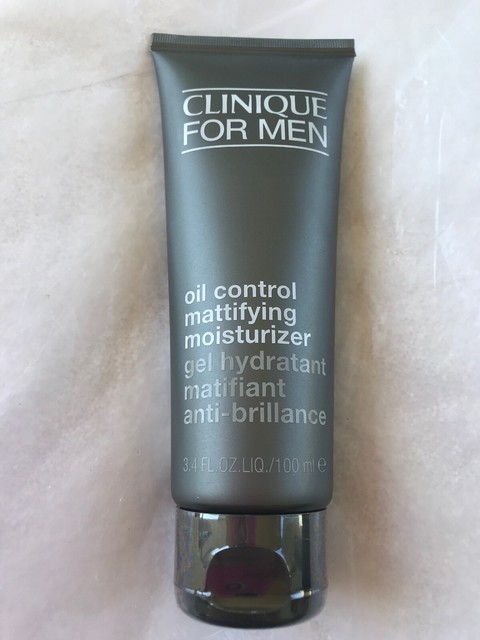 CLINIQUE
FOR MEN
oil control
mattifying
moisturizer
gel hydratant
matifiant
anti-brillance
3.4 FL.OZ.LIQ./100 ml ℮